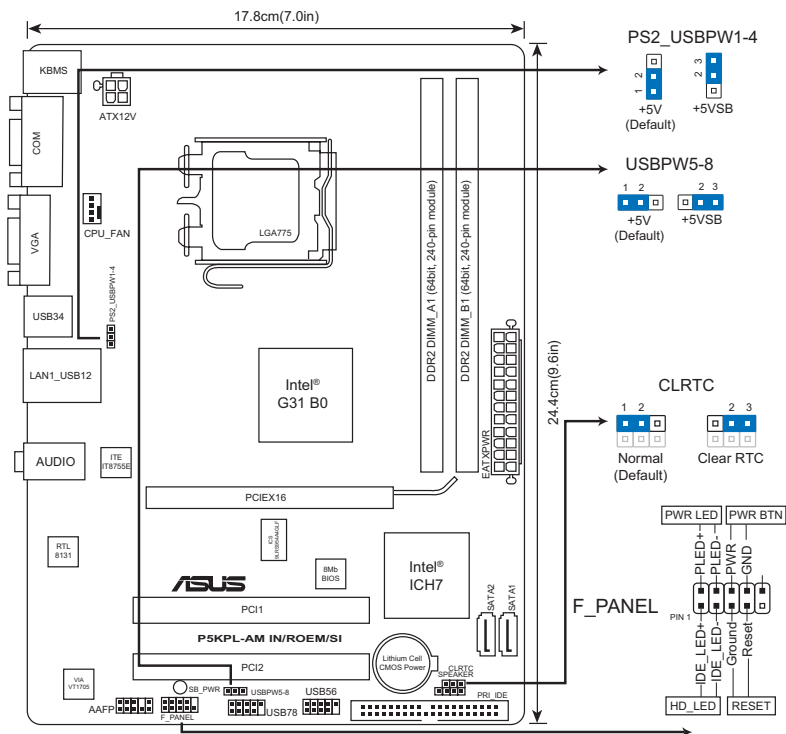 17.8cm(7.0in)
KBMS
ATX12V
COM
CPU_FAN
VGA
LGA775
PS2_USBPW1-4
USB34
LAN1_USB12
DDR2 DIMM_A1 (64bit, 240-pin module)
DDR2 DIMM_B1 (64bit, 240-pin module)
EATXPWR
24.4cm(9.6in)
Intel®
G31 B0
AUDIO
ITE
IT8755E
PCIEX16
RTL
8131
8Mb
BIOS
Intel®
ICH7
SATA2
SATA1
ASUS
PCI1
P5KPL-AM IN/ROEM/SI
PCI2
Lithium Cell
CMOS Power
CLRTC
SPEAKER
VIA
VT1705
SB_PWR
USBPW5-8
USB56
PRI_IDE
AAFP
F_PANEL
USB78
PS2_USBPW1-4
2
1
3
2
+5V
(Default)
+5VSB
USBPW5-8
1 2
2 3
+5V
(Default)
+5VSB
CLRTC
1 2
2 3
Normal
(Default)
Clear RTC
PWR LED
PWR BTN
PLED+
PLED-
PWR
GND
F_PANEL
PIN 1
IDE_LED+
IDE_LED-
Ground
Reset
HD_LED
RESET